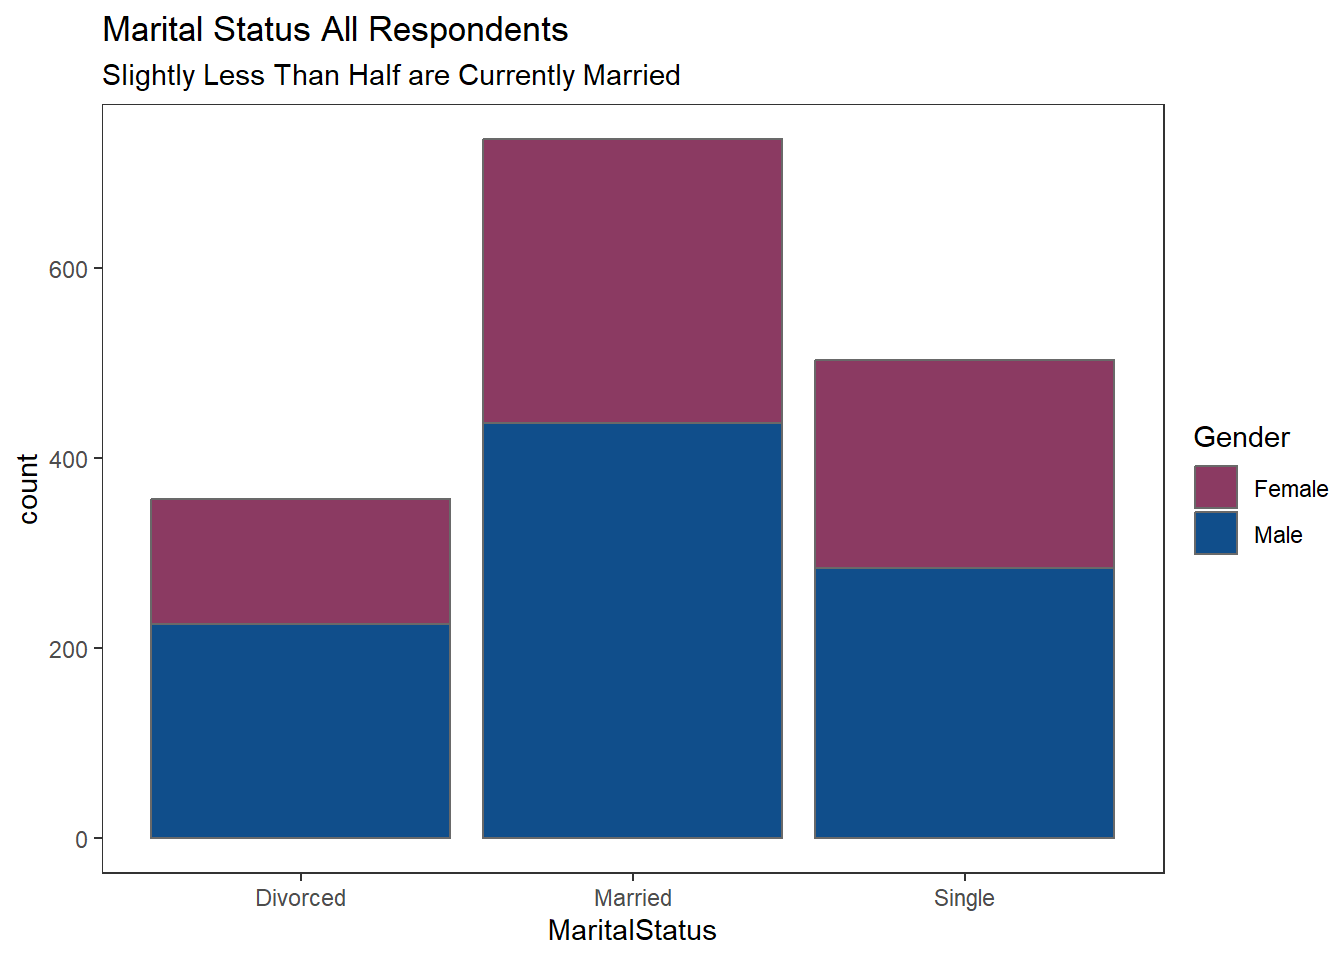 Marital Status All Respondents
Slightly Less Than Half are Currently Married
count
600
400
200
0
Divorced Married Single
MaritalStatus
Gender
Female
Male